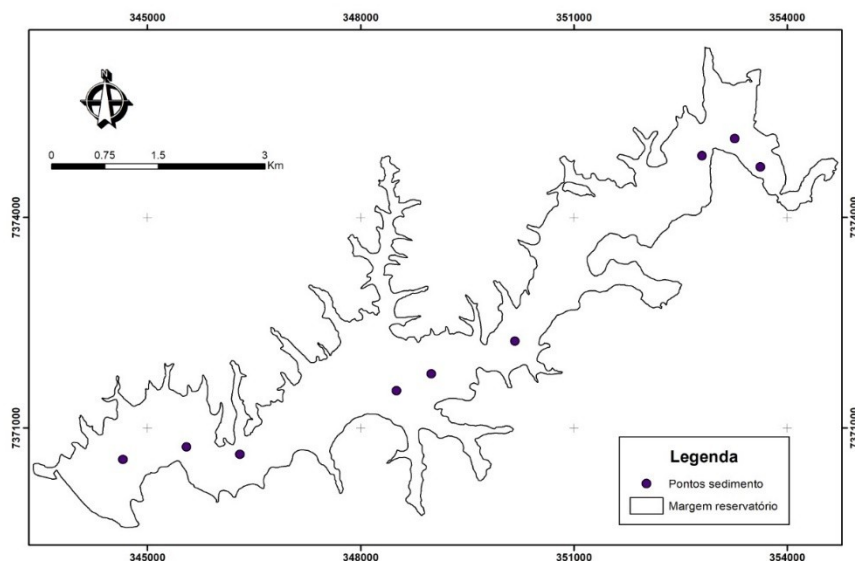 345000 348000 351000 354000
N
0 0.75 1.5 3
Km
7374000 7374000
7371000 7371000
Legenda
Pontos sedimento
Margem reservatório
345000 348000 351000 354000